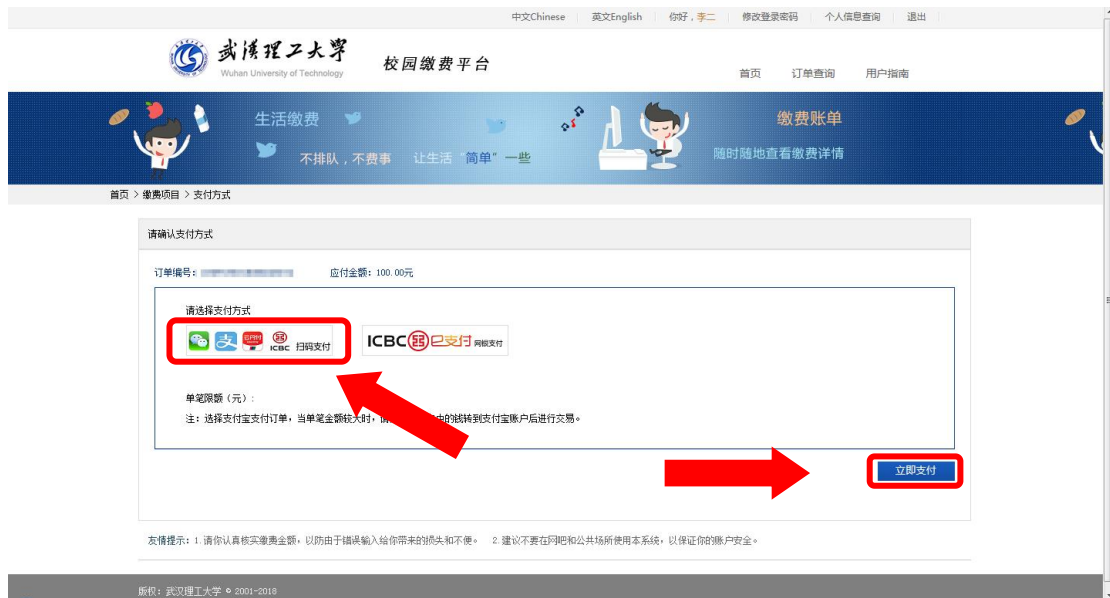 中文Chinese 英文English 你好，李二 修改登录密码 个人信息查询 退出
武汉理工大学
Wuhan University of Technology
校园缴费平台
首页 订单查询 用户指南
生活缴费
不排队，不费事 让生活“简单”一些
缴费账单
随时随地查看缴费详情
首页 > 缴费项目 > 支付方式
请确认支付方式
订单编号：
应付金额：100.00元
请选择支付方式
支 ICBC 扫码支付
ICBC 已支付 网银支付
单笔限额（元）：
注：选择支付宝支付订单，当单笔金额较大时，中的钱转到支付宝账户后进行交易。
立即支付
友情提示：1.请你认真核实缴费金额，以防由于错误输入给你带来的损失和不便。 2.建议不要在网吧和公共场所使用本系统，以保证你的账户安全。
版权：武汉理工大学 © 2001-2018